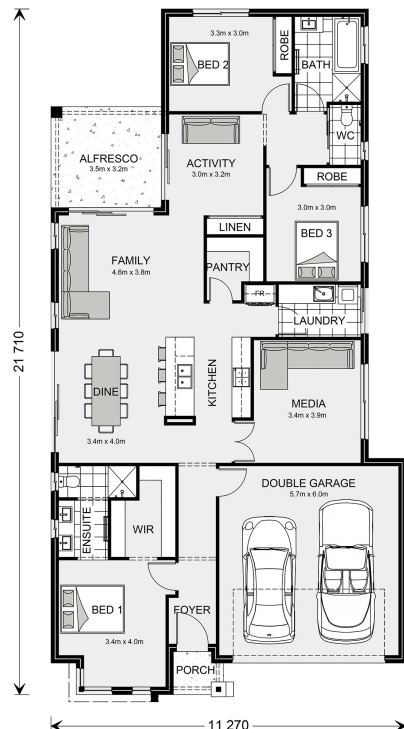 3.3m x 3.0m
BED 2
ROBE
BATH
WC
ALFRESCO
3.5m x 3.2m
ACTIVITY
3.0m x 3.2m
ROBE
3.0m x 3.0m
BED 3
LINEN
FAMILY
4.6m x 3.8m
PANTRY
FR
LAUNDRY
21 710
KITCHEN
DINE
3.4m x 4.0m
MEDIA
3.4m x 3.9m
DOUBLE GARAGE
5.7m x 6.0m
ENSUITE
WIR
BED 1
3.4m x 4.0m
FOYER
PORCH
11 270